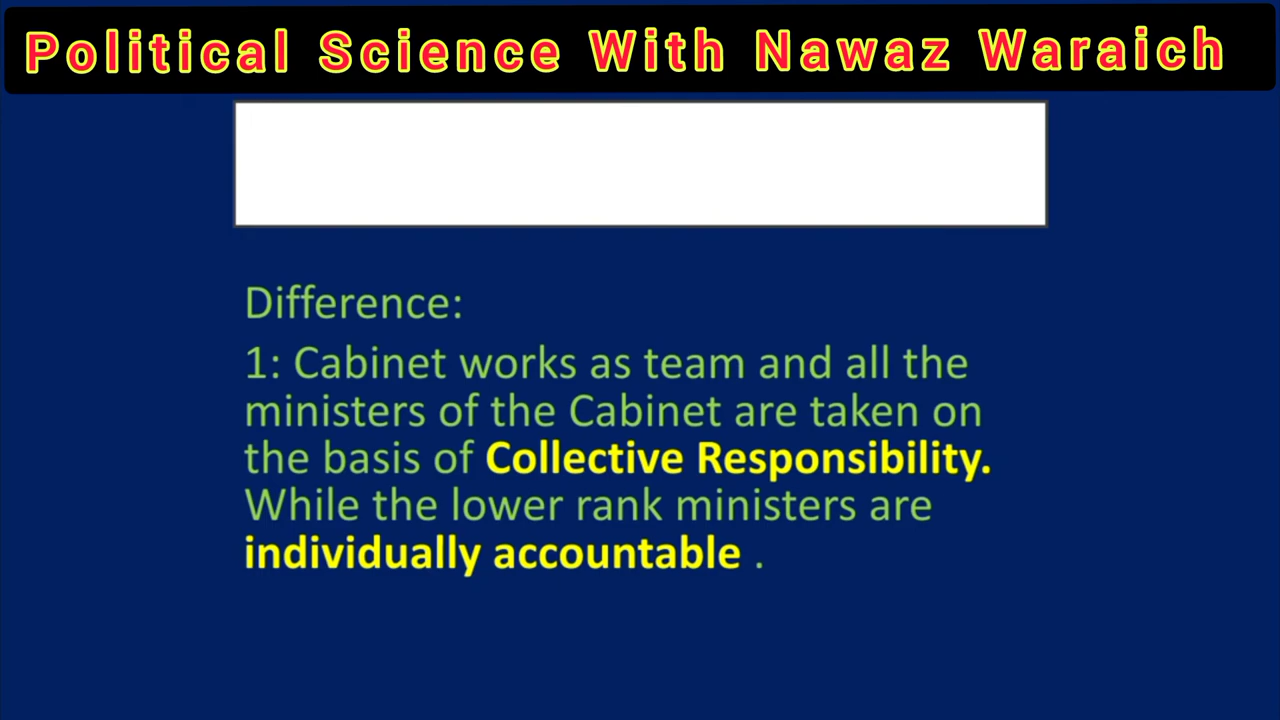 Political Science With Nawaz Waraich
Difference:
1: Cabinet works as team and all the
ministers of the Cabinet are taken on
the basis of Collective Responsibility.
While the lower rank ministers are
individually accountable .